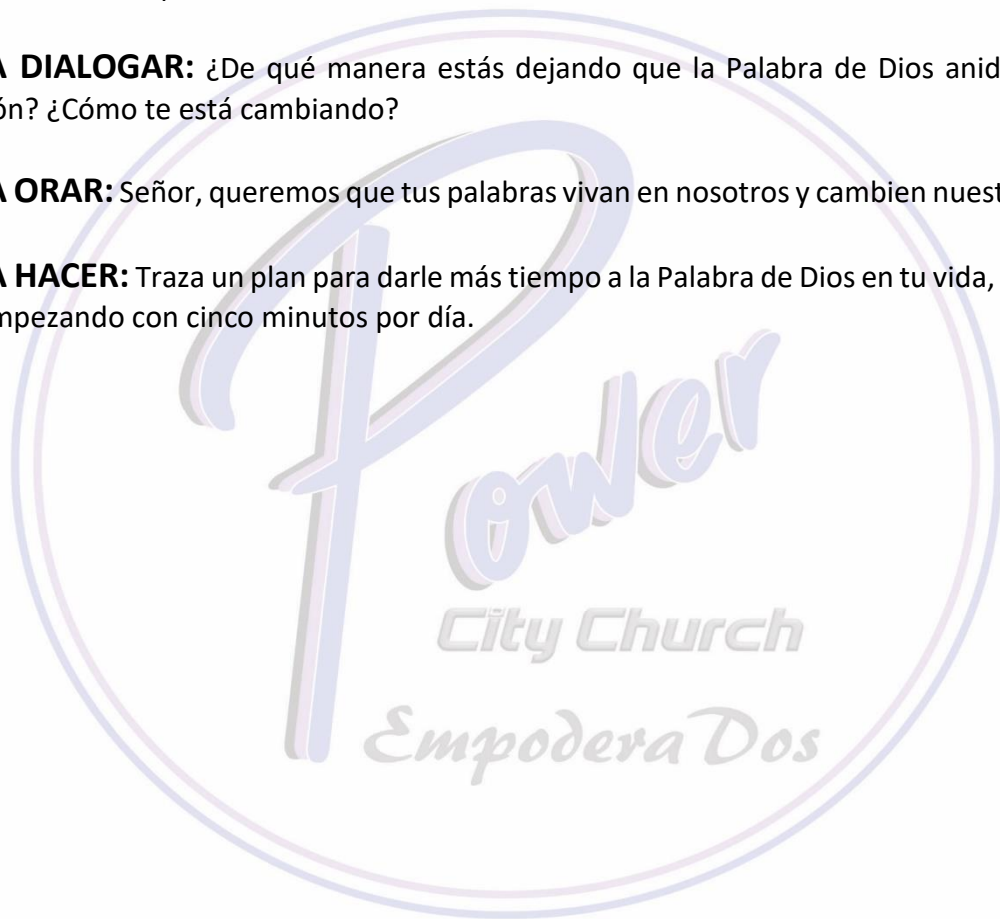 A DIALOGAR: ¿De qué manera estás dejando que la Palabra de Dios anid
ón? ¿Cómo te está cambiando?
A ORAR: Señor, queremos que tus palabras vivan en nosotros y cambien nuest
A HACER: Traza un plan para darle más tiempo a la Palabra de Dios en tu vida,
mpezando con cinco minutos por día.
Power
City Church
EmpoderaDos